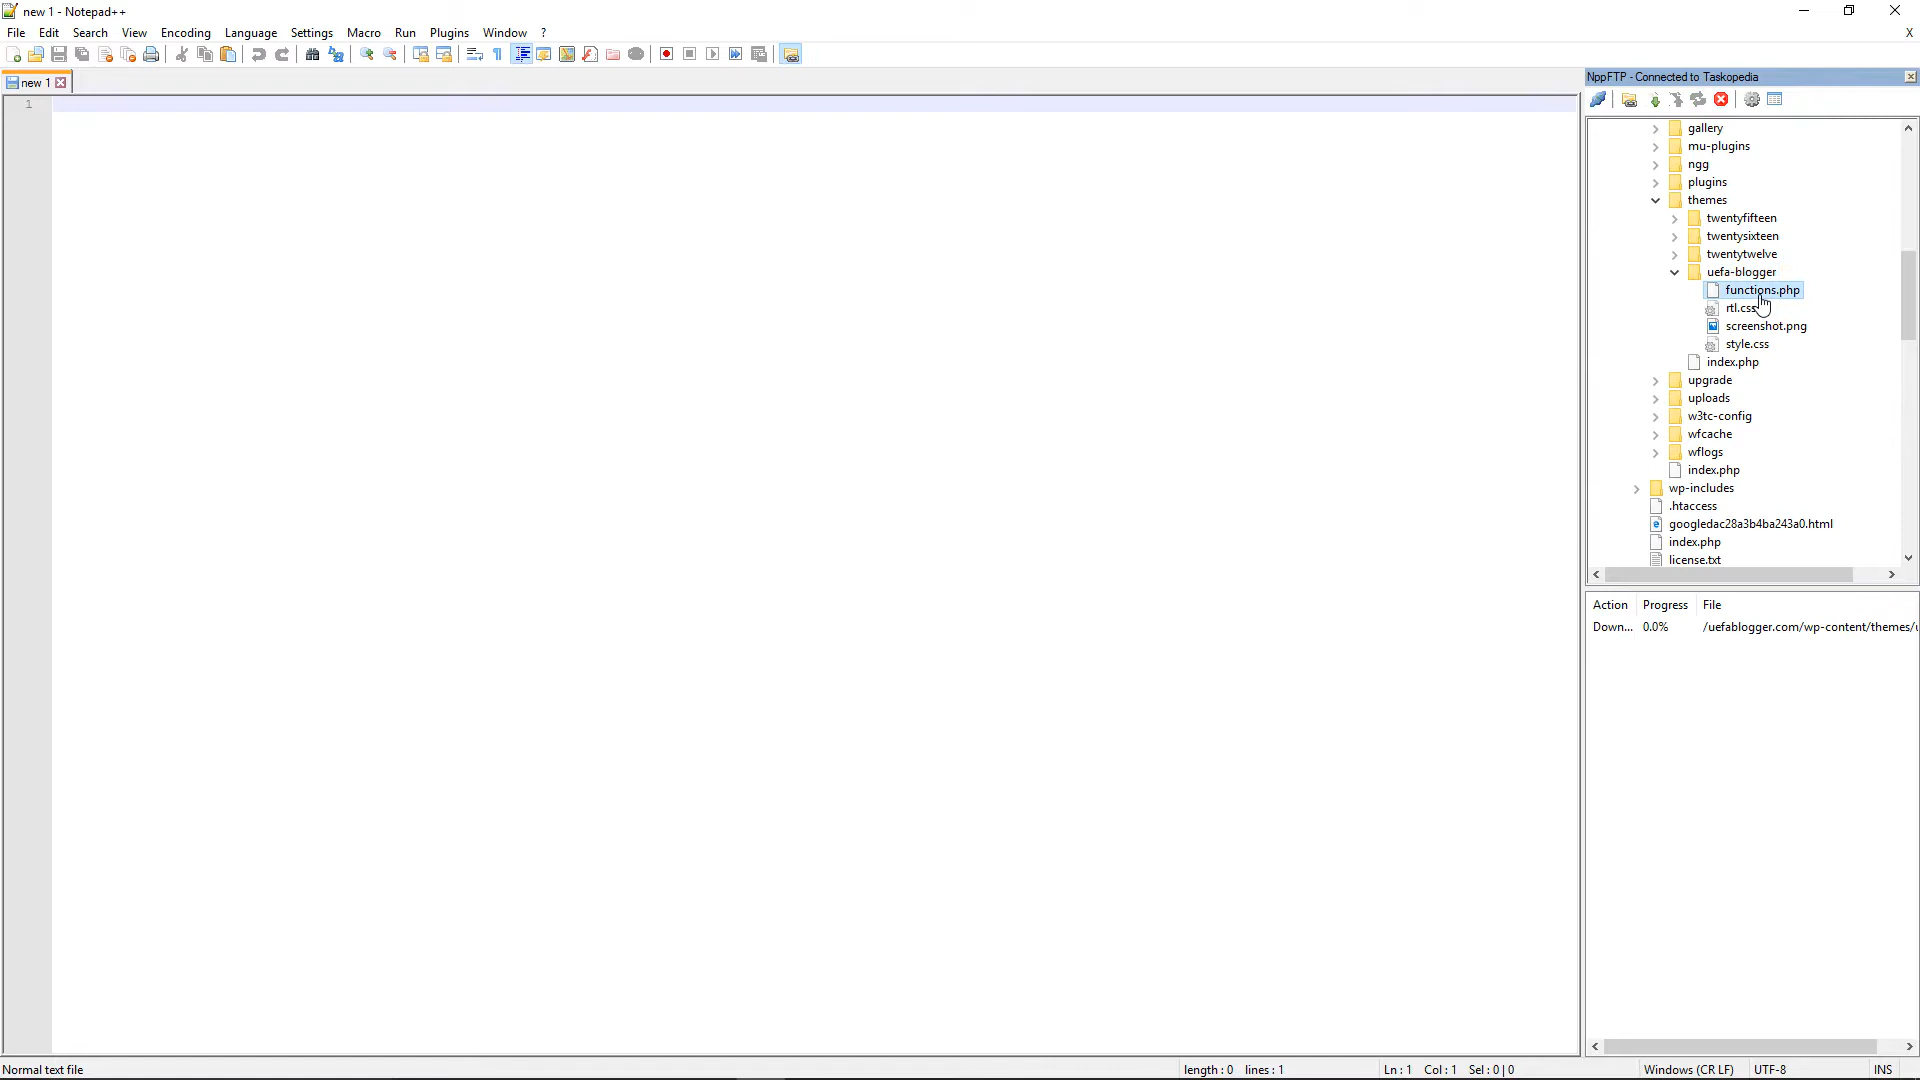 new 1 - Notepad++
File Edit Search View Encoding Language Settings Macro Run Plugins Window ? X
new 1
1
NppFTP - Connected to Taskopedia
gallery
mu-plugins
ngg
plugins
themes
twentyfifteen
twentysixteen
twentytwelve
uefa-blogger
functions.php
rtl.css
screenshot.png
style.css
index.php
upgrade
uploads
w3tc-config
wfcache
wflogs
index.php
wp-includes
.htaccess
googledac28a3b4ba243a0.html
index.php
license.txt
Action Progress File
Down... 0.0% /uefablogger.com/wp-content/themes/u
Normal text file length : 0 lines : 1 Ln : 1 Col : 1 Sel : 0 | 0 Windows (CR LF) UTF-8 INS